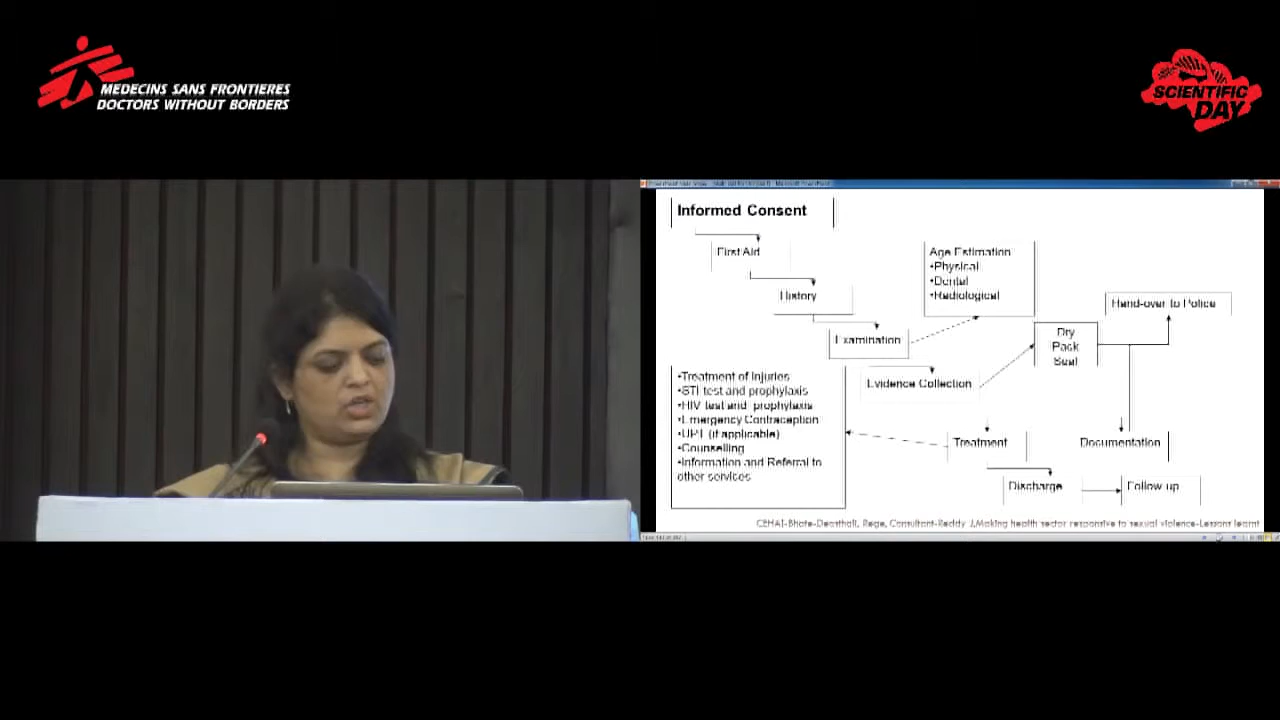 MEDECINS SANS FRONTIERES
DOCTORS WITHOUT BORDERS
SCIENTIFIC
DAY
Informed Consent
First Aid
History
Examination
Age Estimation
•Physical
•Dental
•Radiological
Hand-over to Police
Dry
Pack
Seal
Evidence Collection
•Treatment of Injuries
•STI test and prophylaxis
•HIV test and prophylaxis
•Emergency Contraception
•UPT (if applicable)
•Counselling
•Information and Referral to
other services
Treatment
Documentation
Discharge
Follow up
CEHAT-Bhate-Deosthali, Rege, Consultant-Reddy J,Making health sector responsive to sexual violence-Lessons learnt